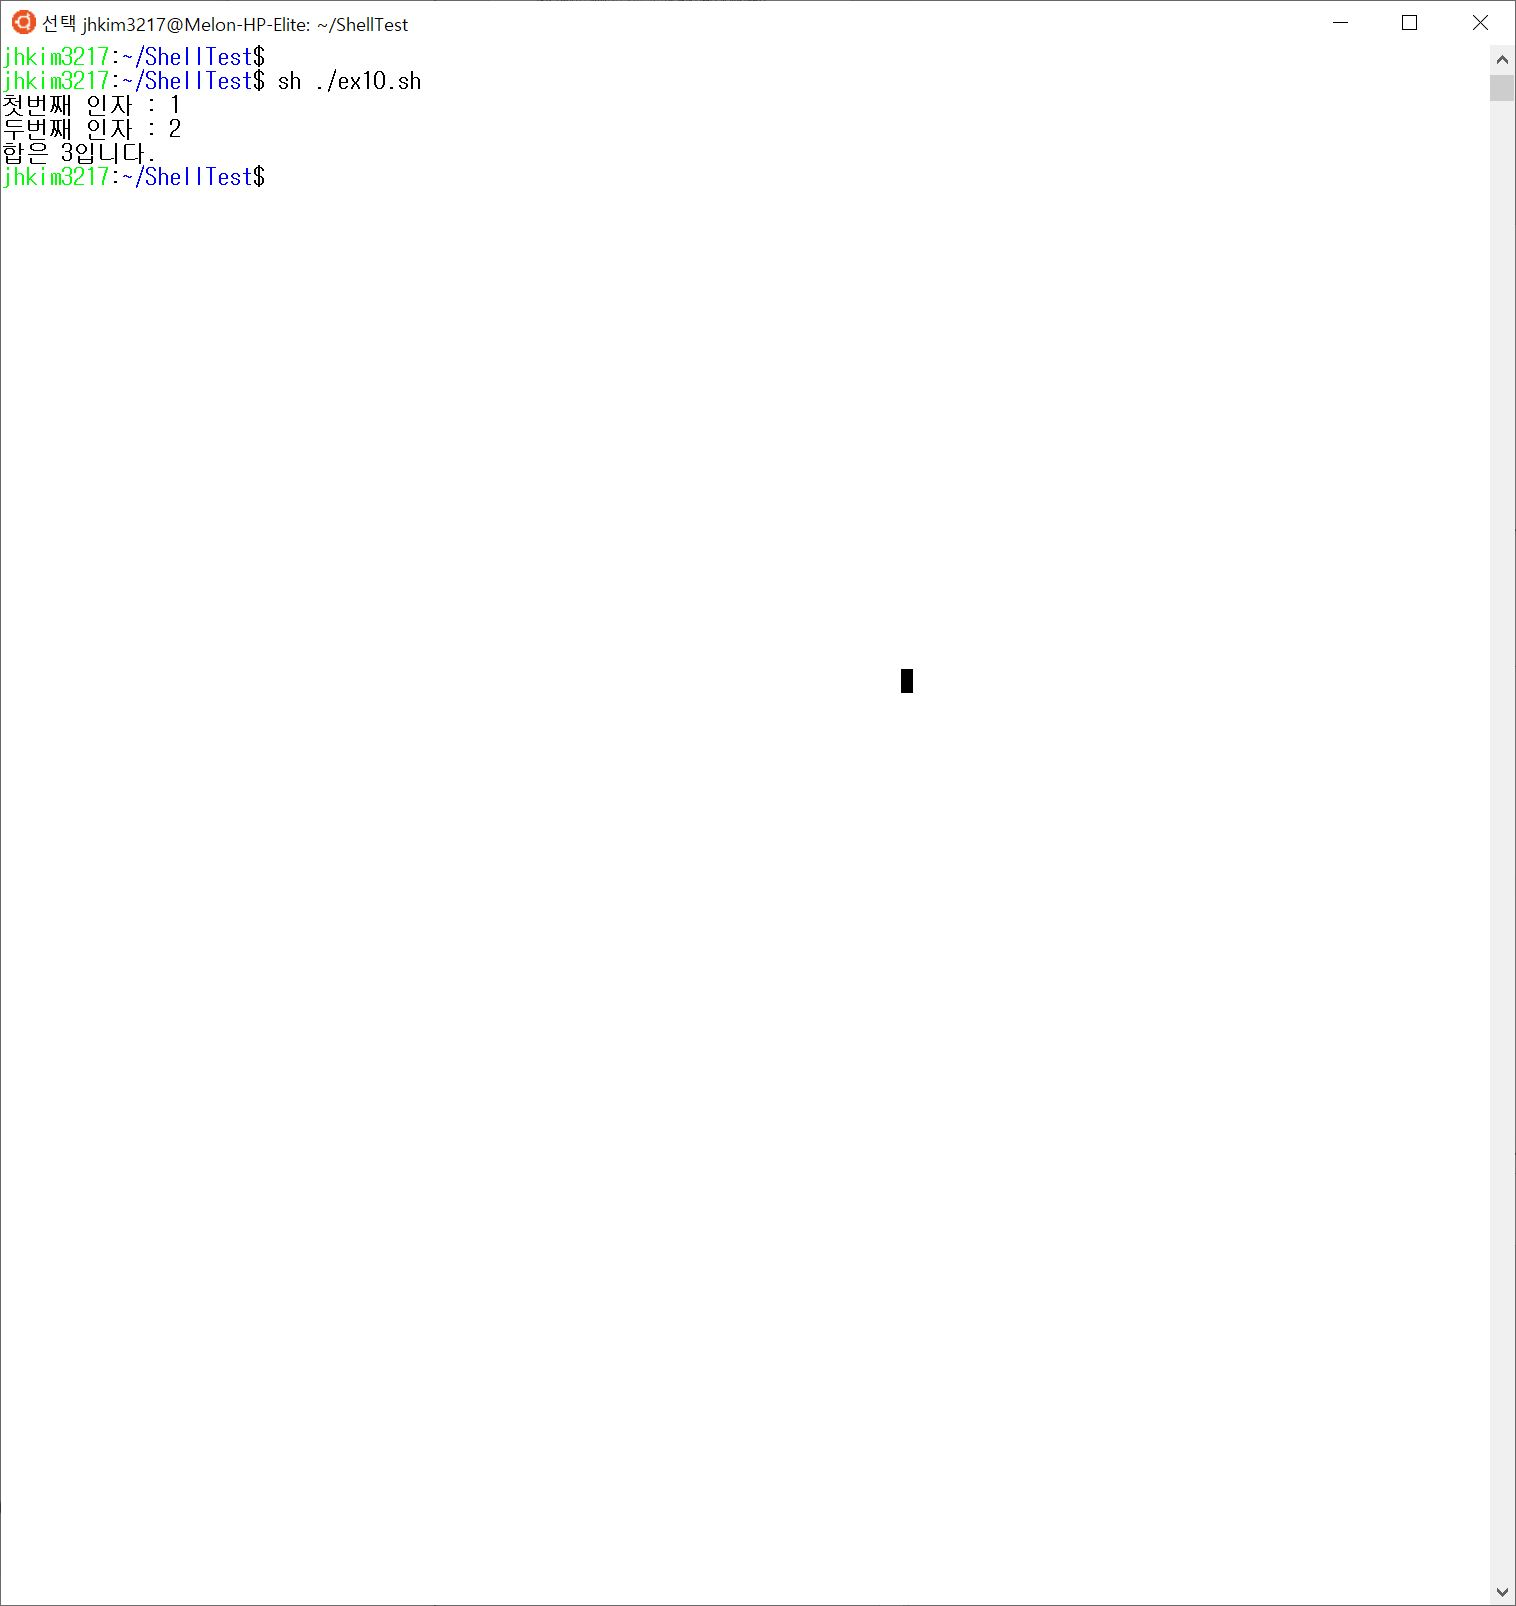 선택 jhkim3217@Melon-HP-Elite: ~/ShellTest
jhkim3217:~/ShellTest$
jhkim3217:~/ShellTest$ sh ./ex10.sh
첫번째 인자 : 1
두번째 인자 : 2
합은 3입니다.
jhkim3217:~/ShellTest$